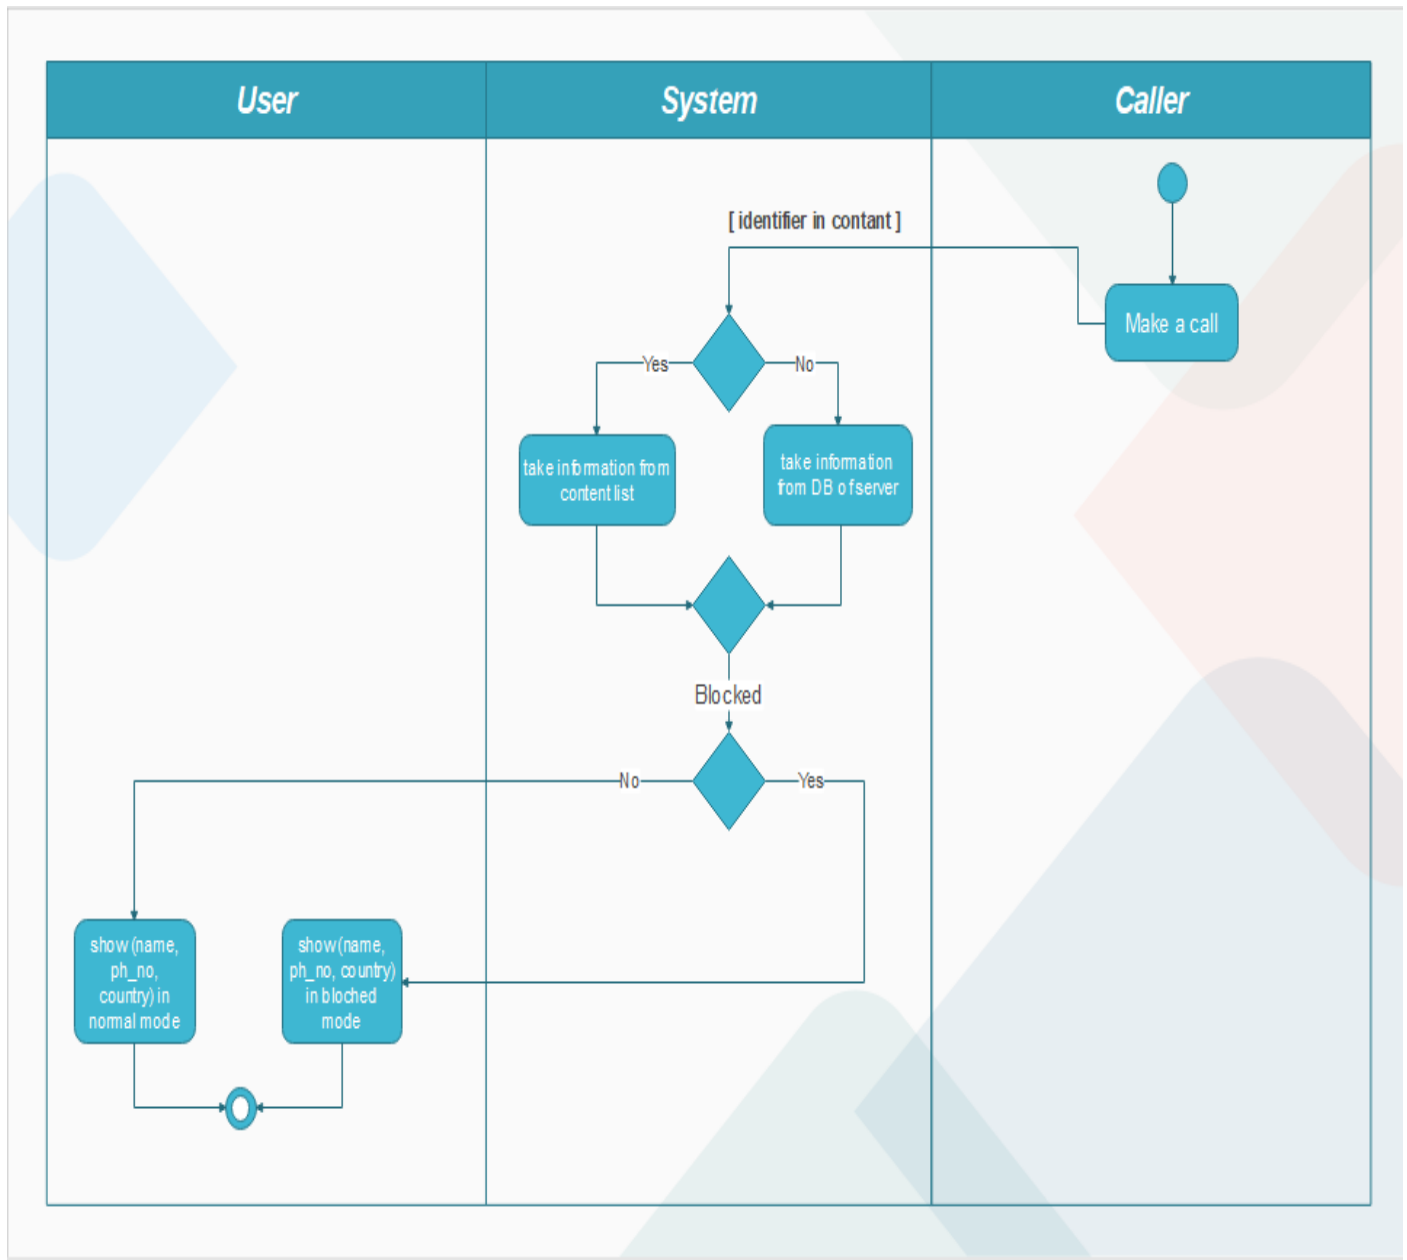 User
System
Caller
[ identifier in contant ]
Make a call
Yes
No
take information from
content list
take information
from DB of server
Blocked
No
Yes
show (name,
ph_no,
country) in
normal mode
show (name,
ph_no, country)
in bloched
mode